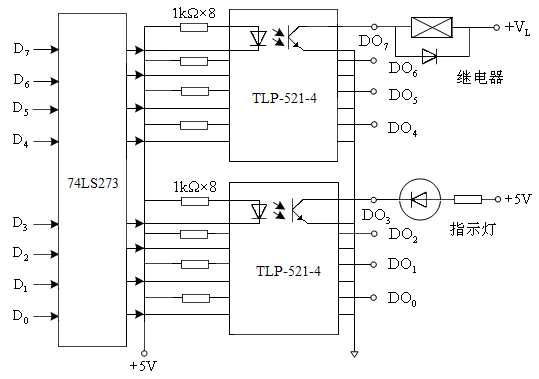 1kΩ×8
+V_L
DO₇
D₇
D₆
D₅
D₄
继电器
DO₆
DO₅
DO₄
TLP-521-4
74LS273
1kΩ×8
+5V
指示灯
DO₃
D₃
D₂
D₁
D₀
DO₂
DO₁
DO₀
TLP-521-4
+5V